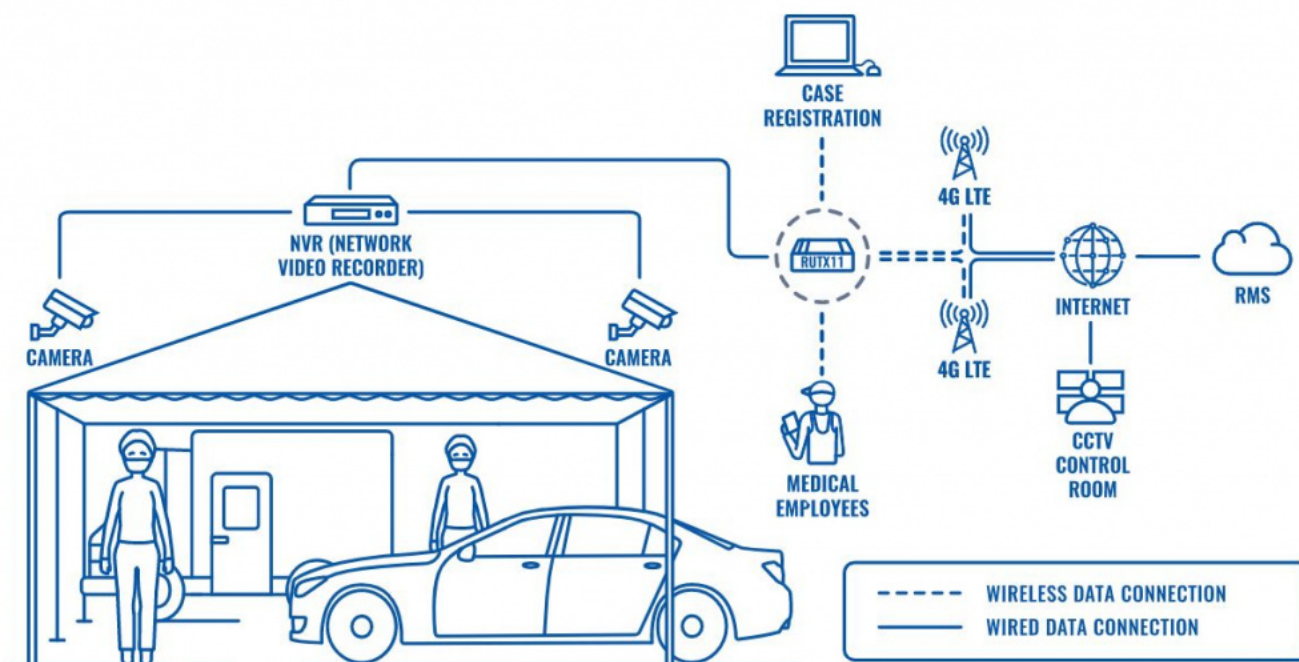 CASE
REGISTRATION
4G LTE
NVR (NETWORK
VIDEO RECORDER)
RUTX11
INTERNET
RMS
CAMERA
CAMERA
4G LTE
CCTV
CONTROL
ROOM
MEDICAL
EMPLOYEES
WIRELESS DATA CONNECTION
WIRED DATA CONNECTION